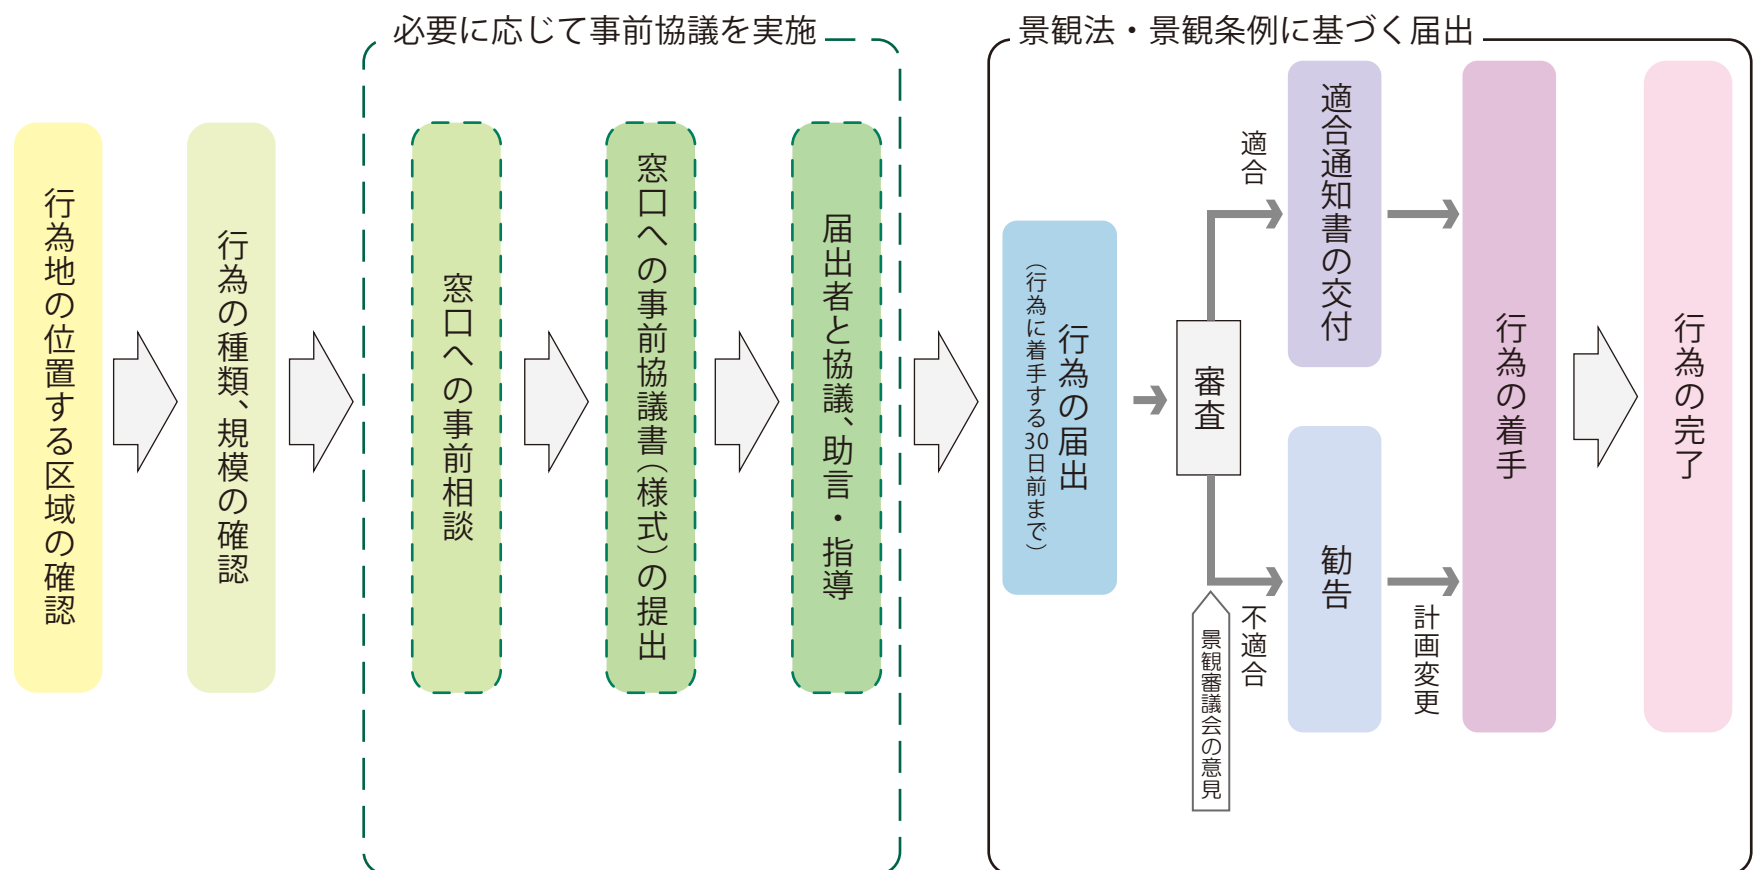 必要に応じて事前協議を実施
景観法・景観条例に基づく届出
行為地の位置する区域の確認
行為の種類、規模の確認
窓口への事前相談
窓口への事前協議書(様式)の提出
届出者と協議、助言・指導
行為の届出
(行為に着手する30日前まで)
審査
適合
適合通知書の交付
不適合
景観審議会の意見
勧告
計画変更
行為の着手
行為の完了